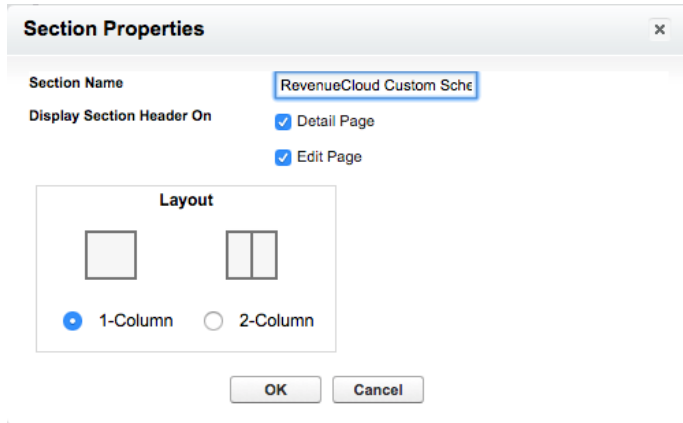 Section Properties
Section Name RevenueCloud Custom Sche
Display Section Header On Detail Page
Edit Page
Layout
1-Column 2-Column
OK Cancel